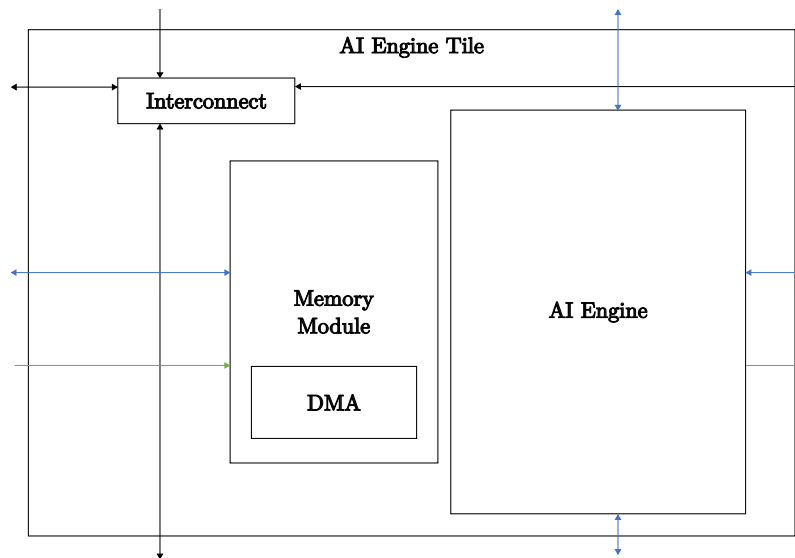 AI Engine Tile
Interconnect
Memory
Module
AI Engine
DMA